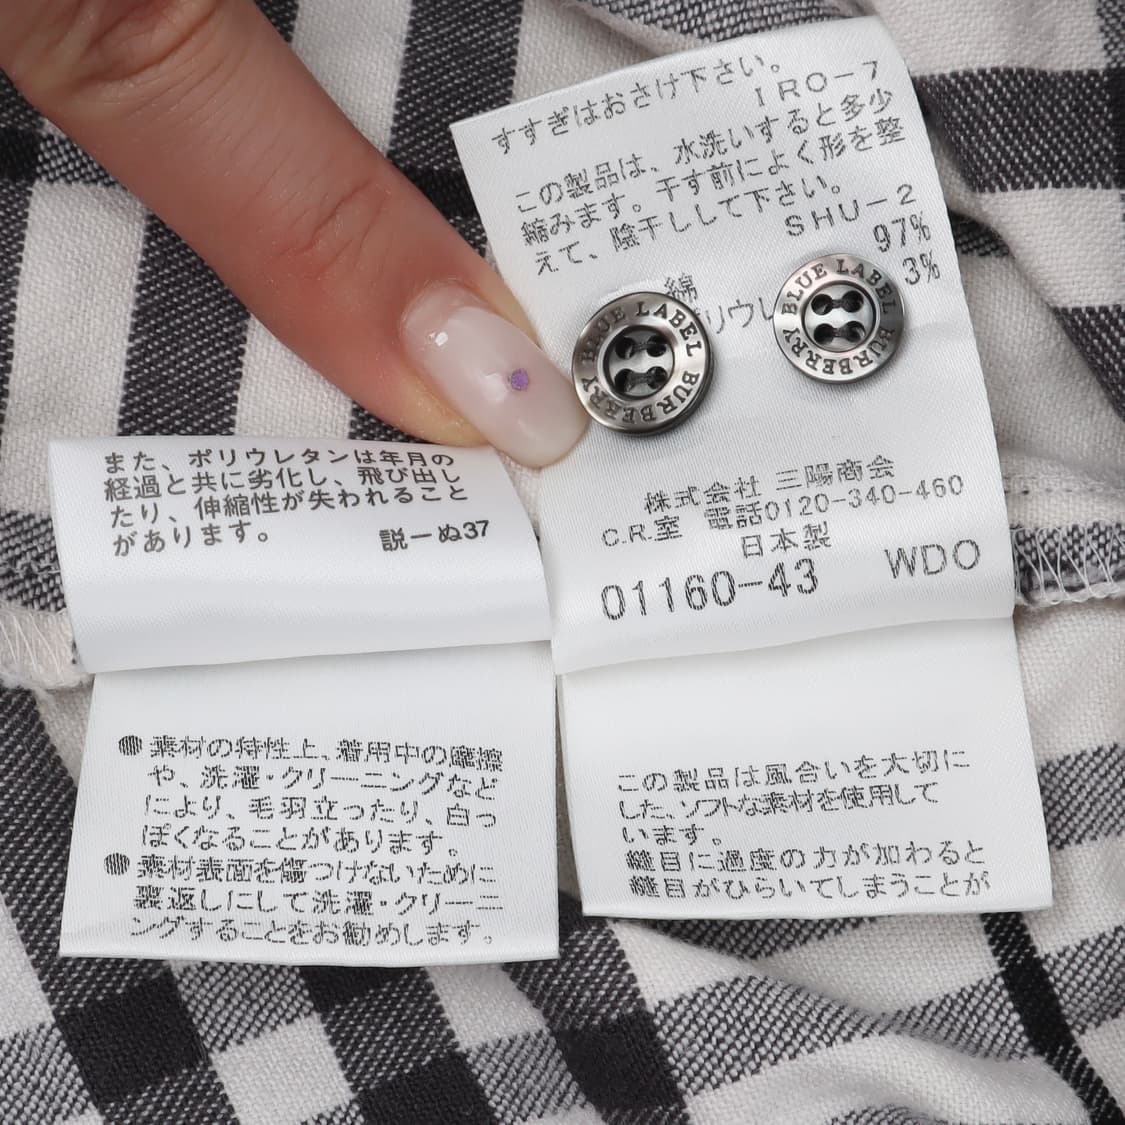 すすぎはおさけ下さい。
IRO-7
この製品は、水洗いすると多少
縮みます。干す前によく形を整
えて、陰干しして下さい。
SHU-2
綿 97%
リウレ 3%
BLUE LABEL BURBERRY
BLUE LABEL BURBERRY
株式会社 三陽商会
C.R.室 電話0120-340-460
日本製
01160-43 WDO
また、ポリウレタンは年月の
経過と共に劣化し、飛び出し
たり、伸縮性が失われること
があります。
説ーぬ37
●素材の特性上、着用中の摩擦
や、洗濯・クリーニングなど
により、毛羽立ったり、白っ
ぽくなることがあります。
●素材表面を傷つけないために
裏返しにして洗濯・クリーニ
ングすることをお勧めします。
この製品は風合いを大切に
した、ソフトな素材を使用して
います。
縫目に過度の力が加わると
縫目がひらいてしまうことが